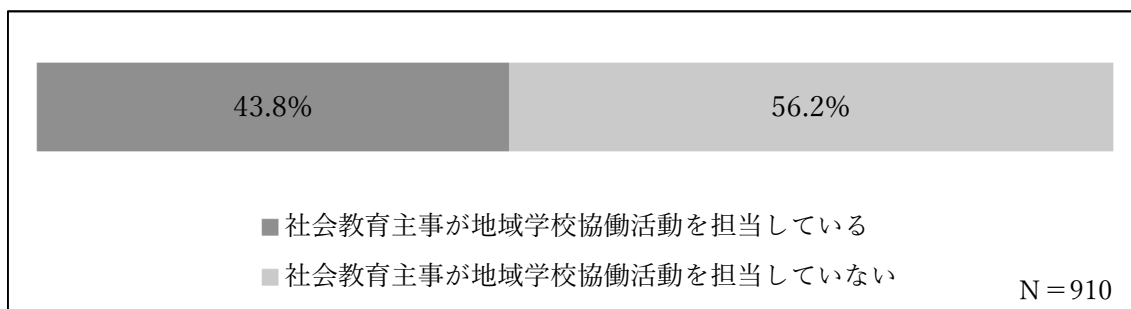 43.8%
56.2%
■社会教育主事が地域学校協働活動を担当している
■社会教育主事が地域学校協働活動を担当していない
N＝910